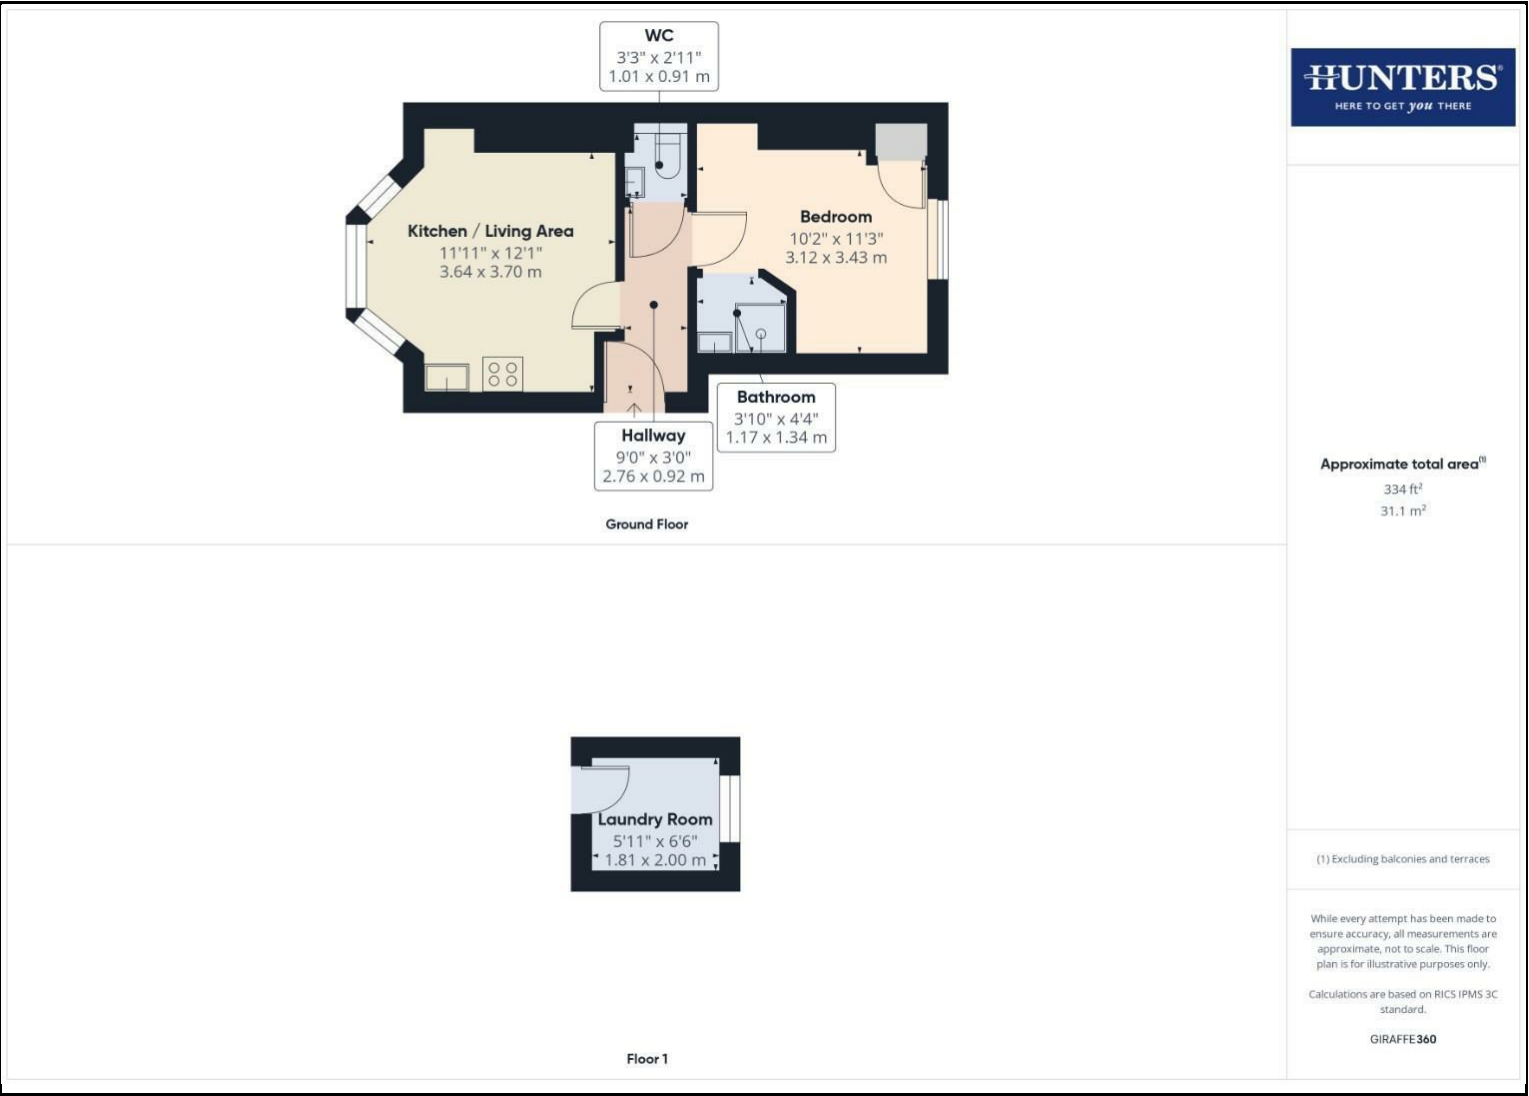 WC
3'3" x 2'11"
1.01 x 0.91 m
Kitchen / Living Area
11'11" x 12'1"
3.64 x 3.70 m
Bedroom
10'2" x 11'3"
3.12 x 3.43 m
Bathroom
3'10" x 4'4"
1.17 x 1.34 m
Hallway
9'0" x 3'0"
2.76 x 0.92 m
Ground Floor
Laundry Room
5'11" x 6'6"
1.81 x 2.00 m
Floor 1
HUNTERS®
HERE TO GET you THERE
Approximate total area(1)
334 ft²
31.1 m²
(1) Excluding balconies and terraces
While every attempt has been made to
ensure accuracy, all measurements are
approximate, not to scale. This floor
plan is for illustrative purposes only.
Calculations are based on RICS IPMS 3C
standard.
GIRAFFE360